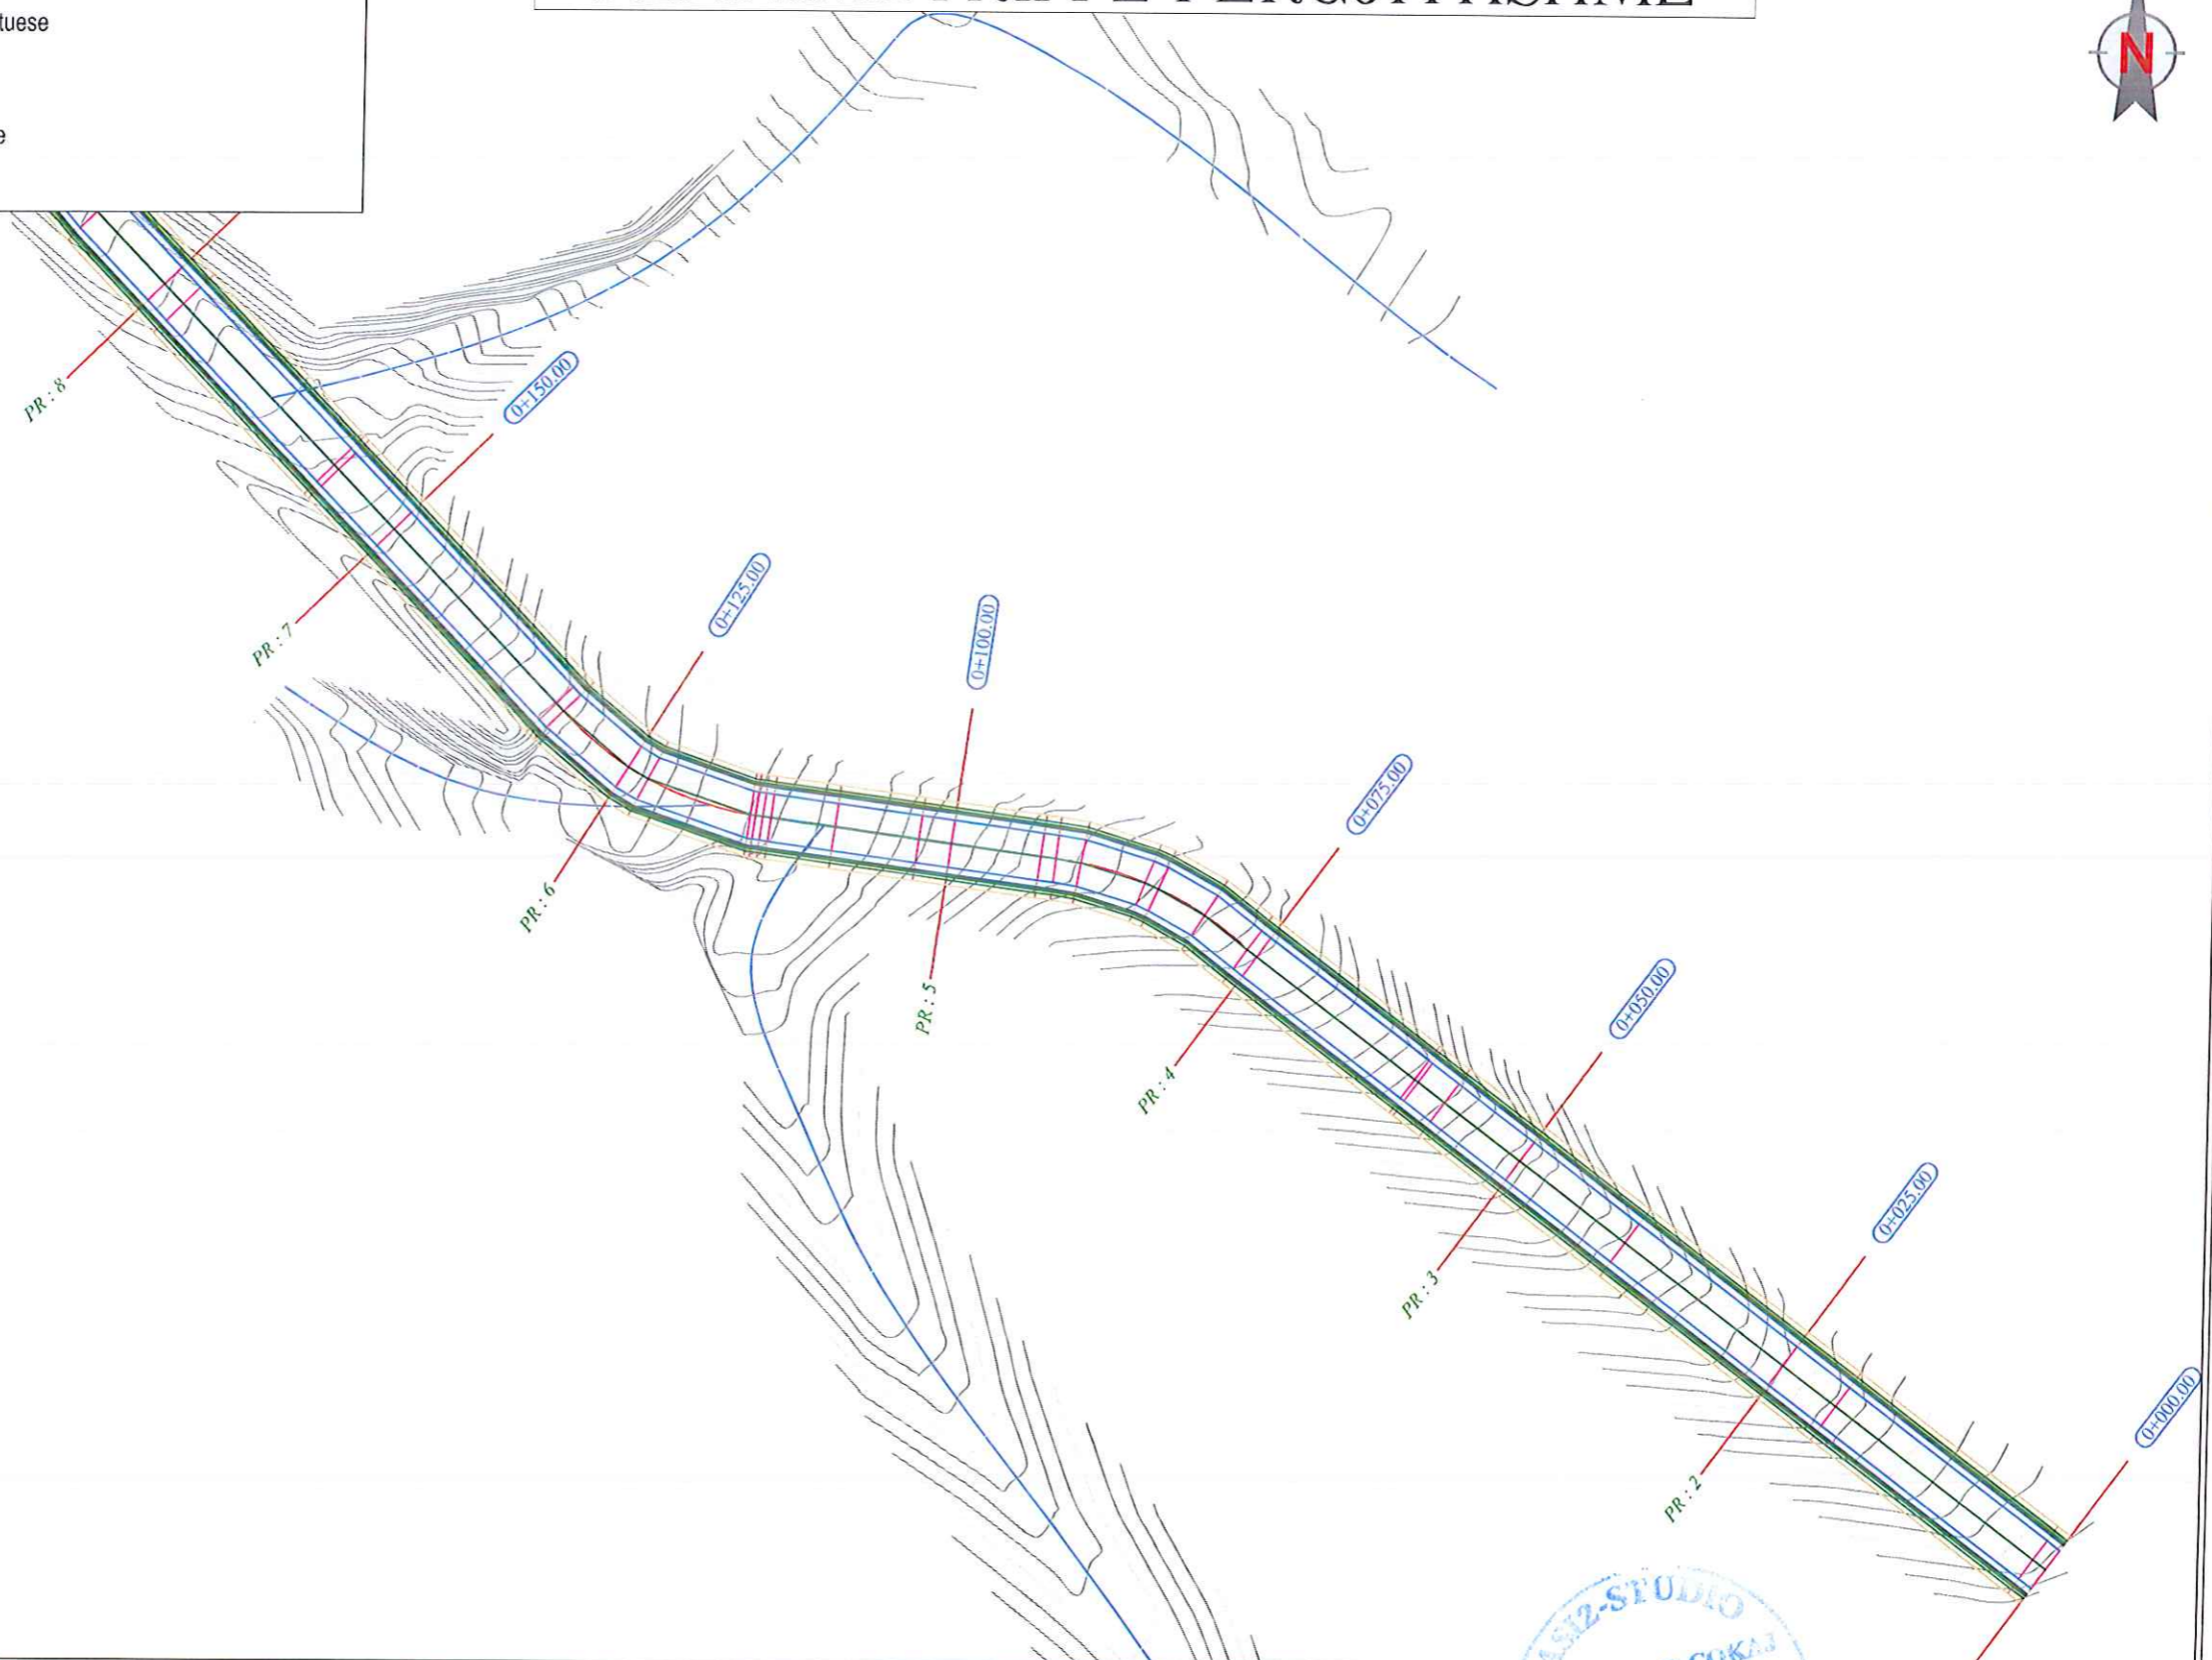 tuese
e
N
PR : 8
0+150.00
PR : 7
0+125.00
0+100.00
PR : 6
PR : 5
0+075.00
PR : 4
0+050.00
PR : 3
0+025.00
PR : 2
0+000.00